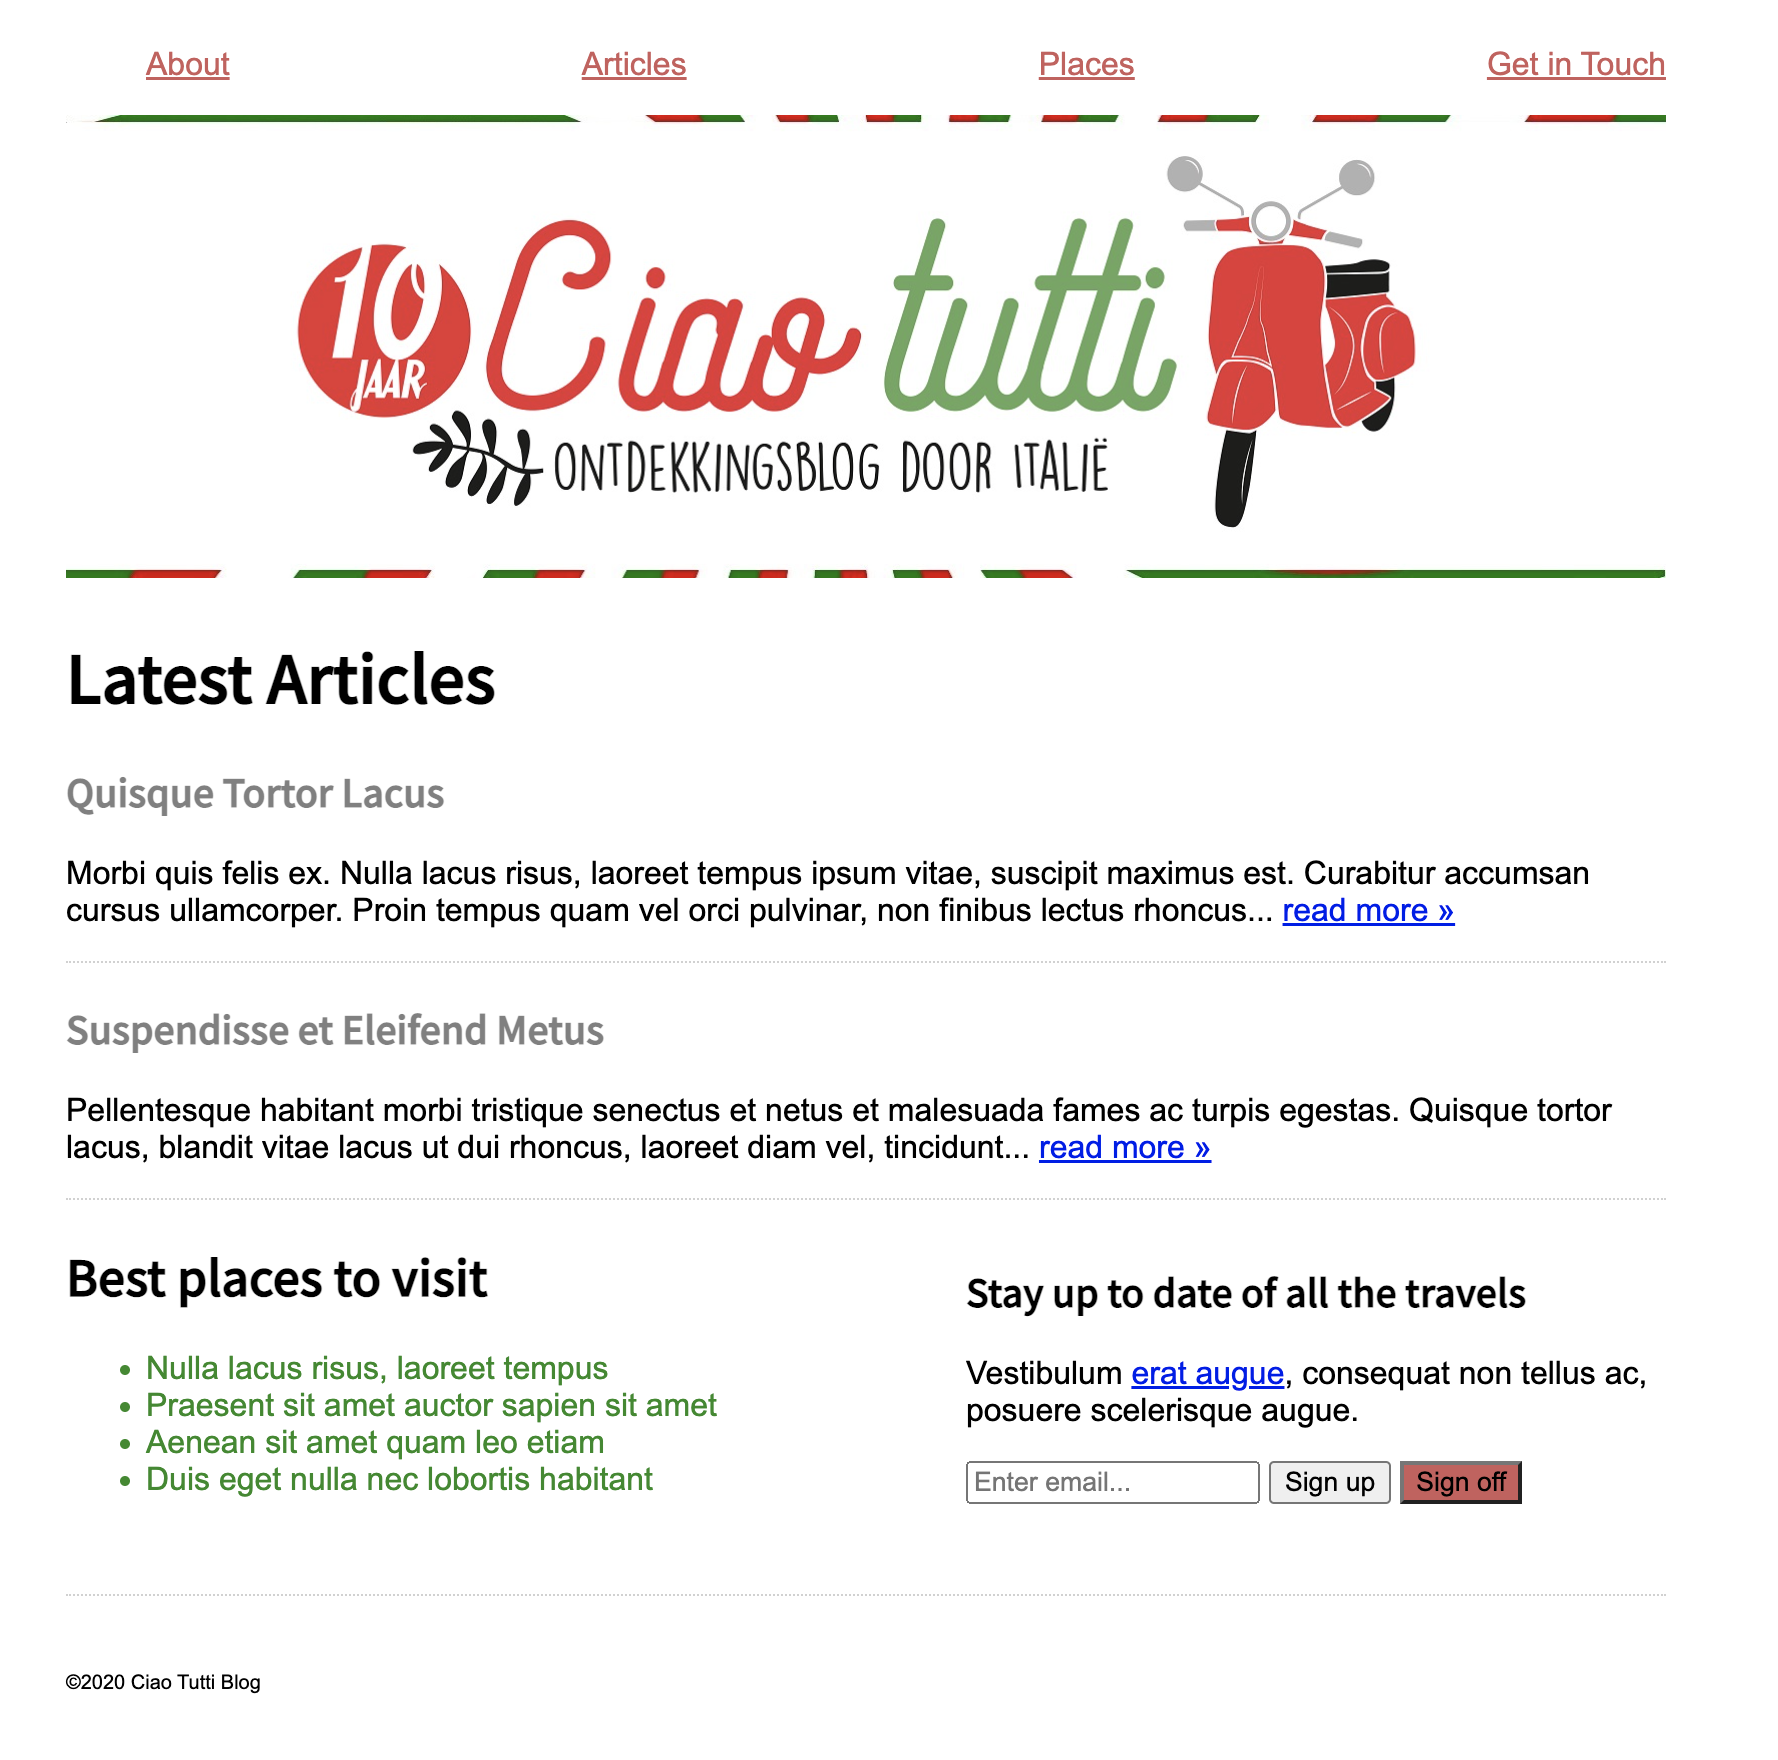 About Articles Places Get in Touch
10 JAAR
Ciao tutti
ONTDEKKINGSBLOG DOOR ITALIË
Latest Articles
Quisque Tortor Lacus
Morbi quis felis ex. Nulla lacus risus, laoreet tempus ipsum vitae, suscipit maximus est. Curabitur accumsan
cursus ullamcorper. Proin tempus quam vel orci pulvinar, non finibus lectus rhoncus... read more »
Suspendisse et Eleifend Metus
Pellentesque habitant morbi tristique senectus et netus et malesuada fames ac turpis egestas. Quisque tortor
lacus, blandit vitae lacus ut dui rhoncus, laoreet diam vel, tincidunt... read more »
Best places to visit
Nulla lacus risus, laoreet tempus
Praesent sit amet auctor sapien sit amet
Aenean sit amet quam leo etiam
Duis eget nulla nec lobortis habitant
Stay up to date of all the travels
Vestibulum erat augue, consequat non tellus ac,
posuere scelerisque augue.
Enter email... Sign up Sign off
©2020 Ciao Tutti Blog